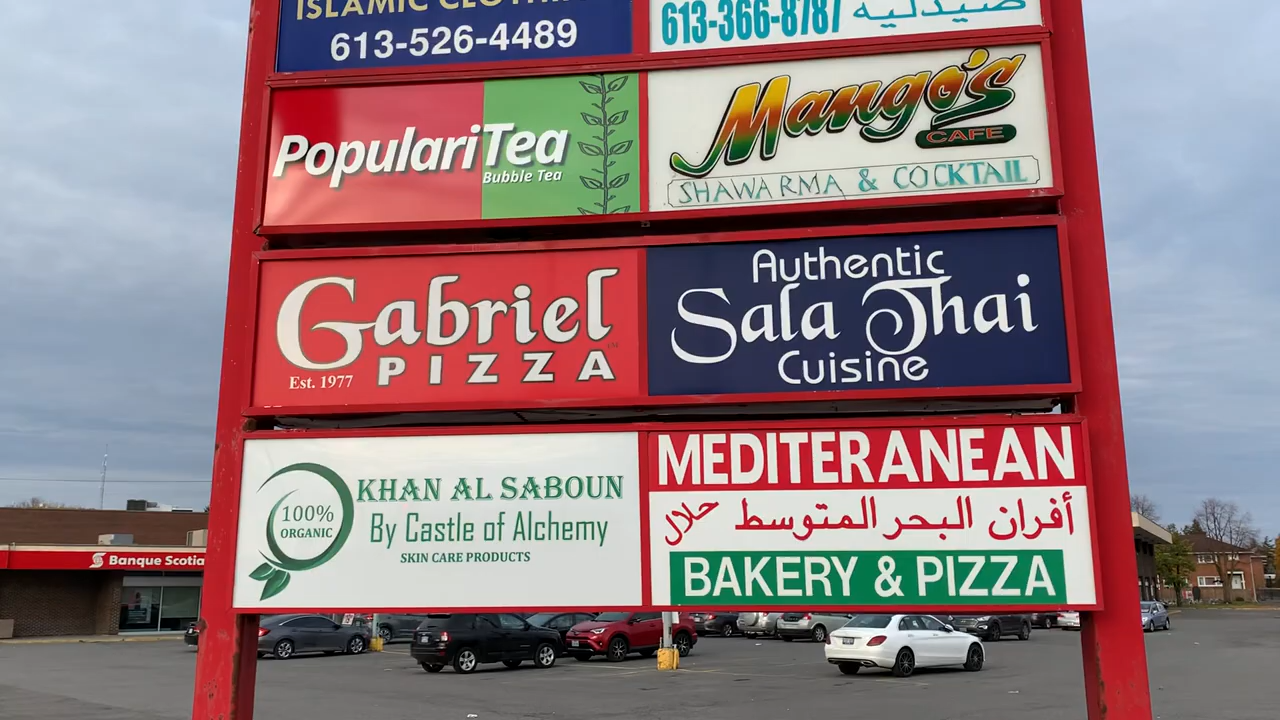 ISLAMIC CLOTHING
613-526-4489
613-366-8787 صيدلية
PopulariTea
Bubble Tea
Mango's
CAFE
SHAWARMA & COCKTAIL
Gabriel
PIZZA
Est. 1977
Authentic
Sala Thai
Cuisine
100%
ORGANIC
KHAN AL SABOUN
By Castle of Alchemy
SKIN CARE PRODUCTS
MEDITERANEAN
أفران البحر المتوسط حلال
BAKERY & PIZZA
Banque Scotia